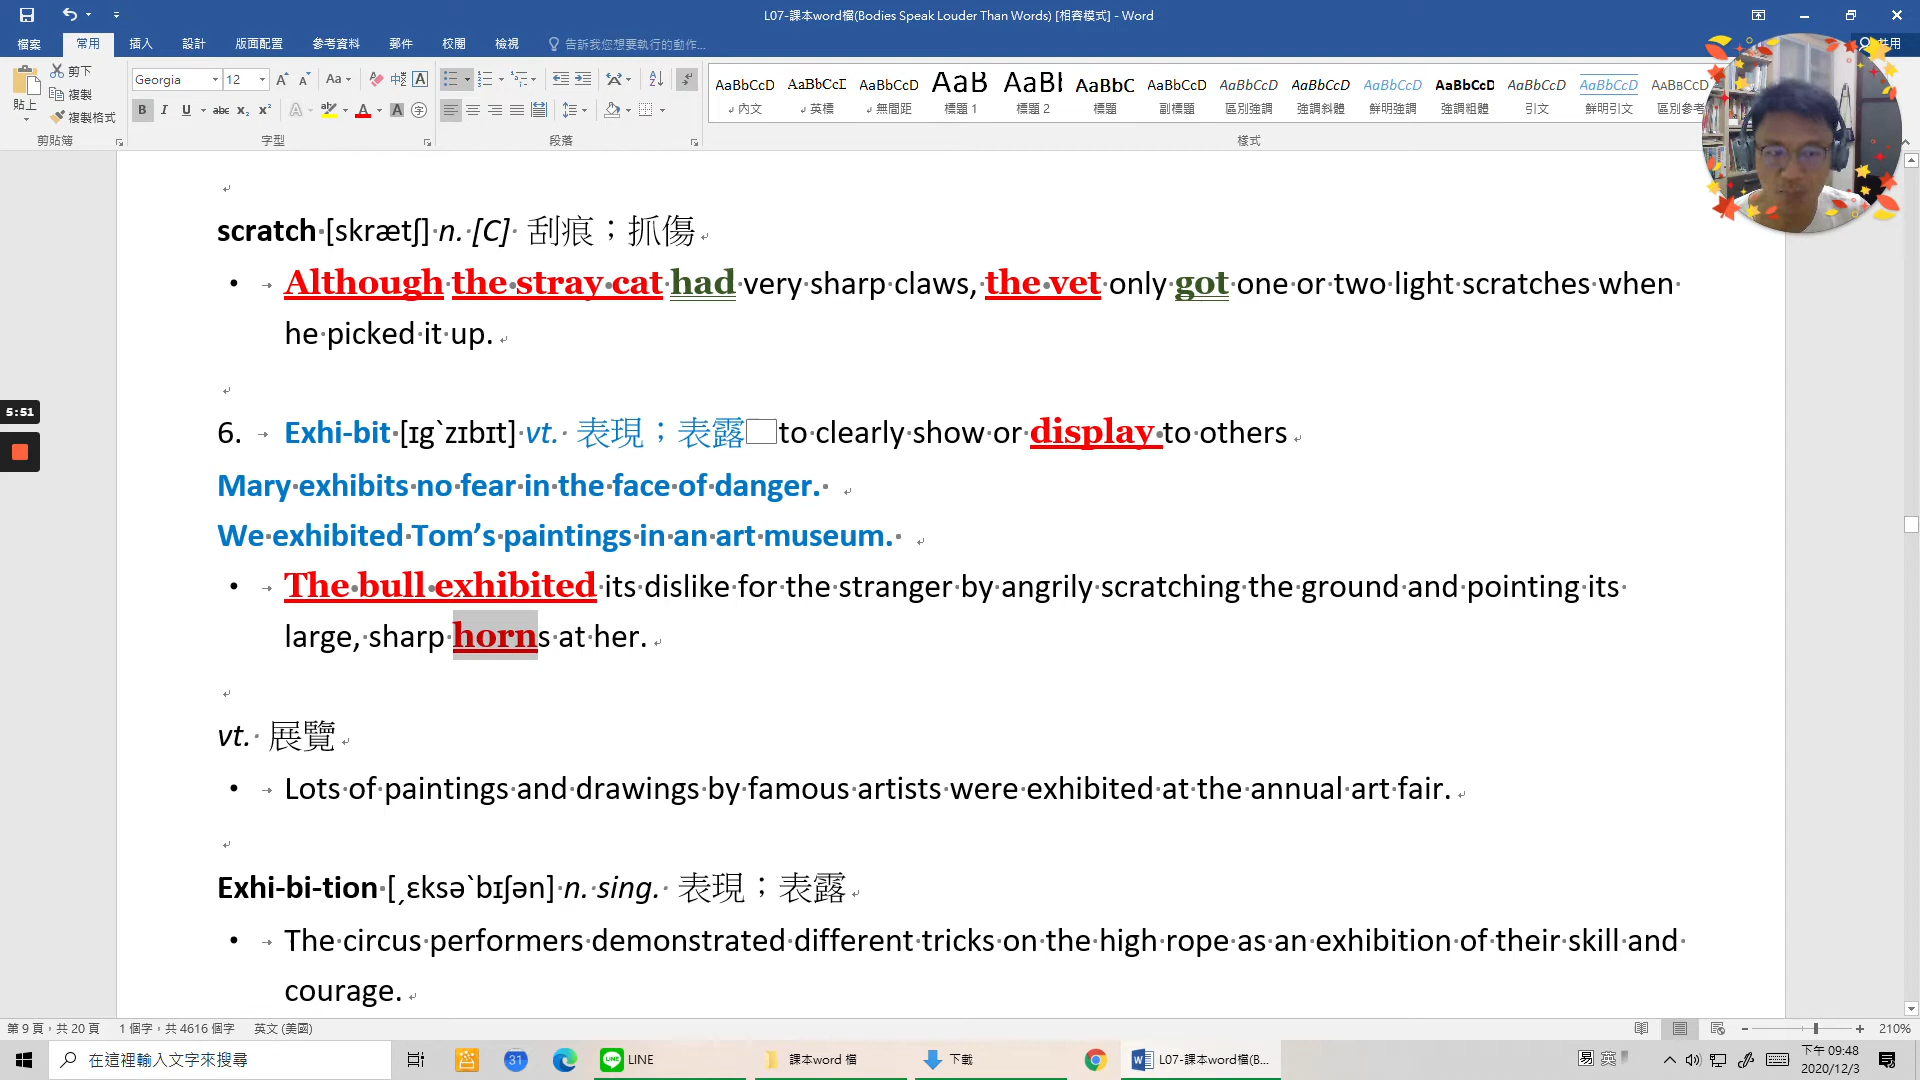 L07-課本word檔(Bodies Speak Louder Than Words) [相容模式] - Word
檔案 常用 插入 設計 版面配置 參考資料 郵件 校閱 檢視 告訴我您想要執行的動作... 共用
貼上 剪下 複製 複製格式
Georgia 12
AaBbCcD AaBbCcD AaBbCcD AaB AaBl AaBbC AaBbCcD AaBbCcD AaBbCcD AaBbCcD AaBbCcD AaBbCcD AaBbCcD AaBbCcD
內文 英標 無間距 標題 1 標題 2 標題 副標題 區別強調 強調斜體 鮮明強調 強調粗體 引文 鮮明引文 區別參考
剪貼簿 字型 段落 樣式
scratch [skrætʃ] n. [C] 刮痕；抓傷
• Although the stray cat had very sharp claws, the vet only got one or two light scratches when
he picked it up.
5:51
6. Exhi-bit [ɪgˋzɪbɪt] vt. 表現；表露 to clearly show or display to others
Mary exhibits no fear in the face of danger.
We exhibited Tom’s paintings in an art museum.
• The bull exhibited its dislike for the stranger by angrily scratching the ground and pointing its
large, sharp horns at her.
vt. 展覽
• Lots of paintings and drawings by famous artists were exhibited at the annual art fair.
Exhi-bi-tion [ˏɛksəˋbɪʃən] n. sing. 表現；表露
• The circus performers demonstrated different tricks on the high rope as an exhibition of their skill and
courage.
第 9 頁，共 20 頁 1 個字，共 4616 個字 英文 (美國) 210%
在這裡輸入文字來搜尋 31 LINE 課本word 檔 下載 L07-課本word檔(B... 英 下午 09:48
2020/12/3